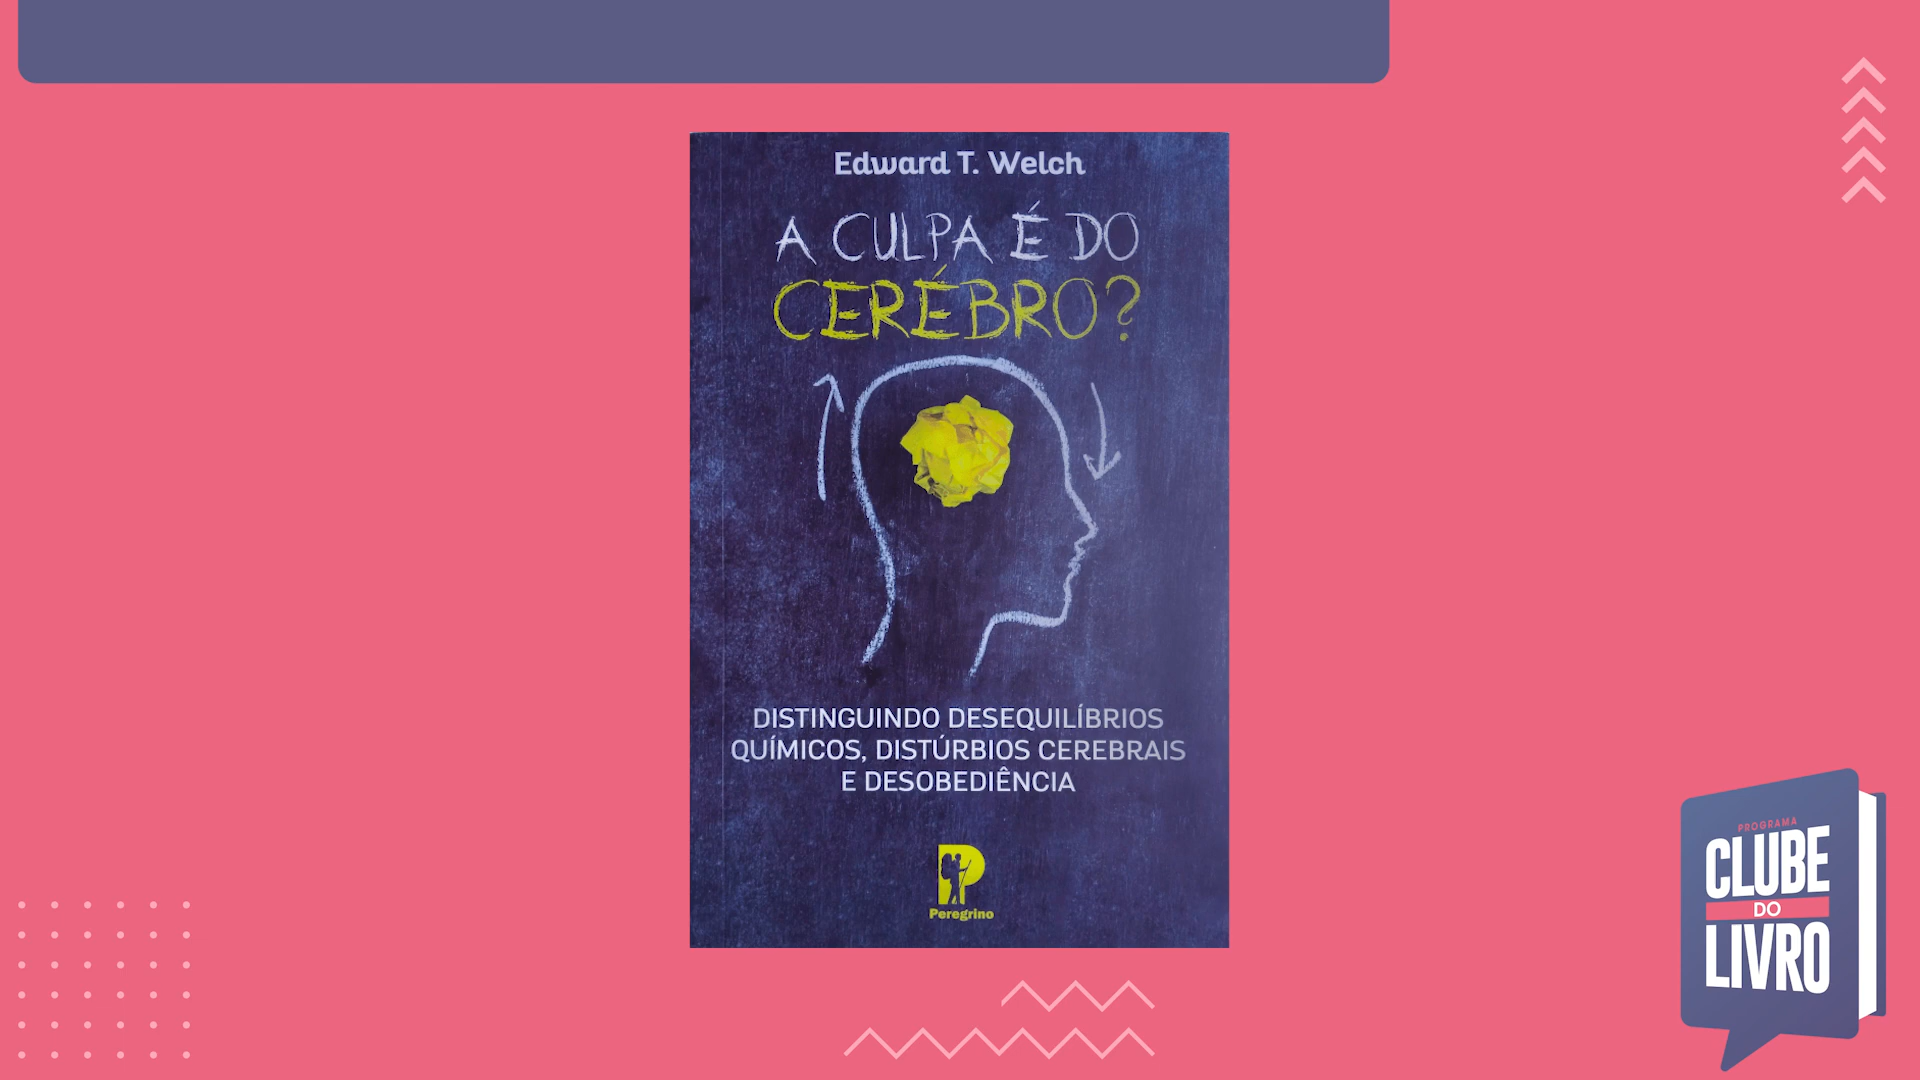 Edward T. Welch
A CULPA É DO
CERÉBRO?
DISTINGUINDO DESEQUILÍBRIOS
QUÍMICOS, DISTÚRBIOS CEREBRAIS
E DESOBEDIÊNCIA
Peregrino
PROGRAMA
CLUBE
DO
LIVRO